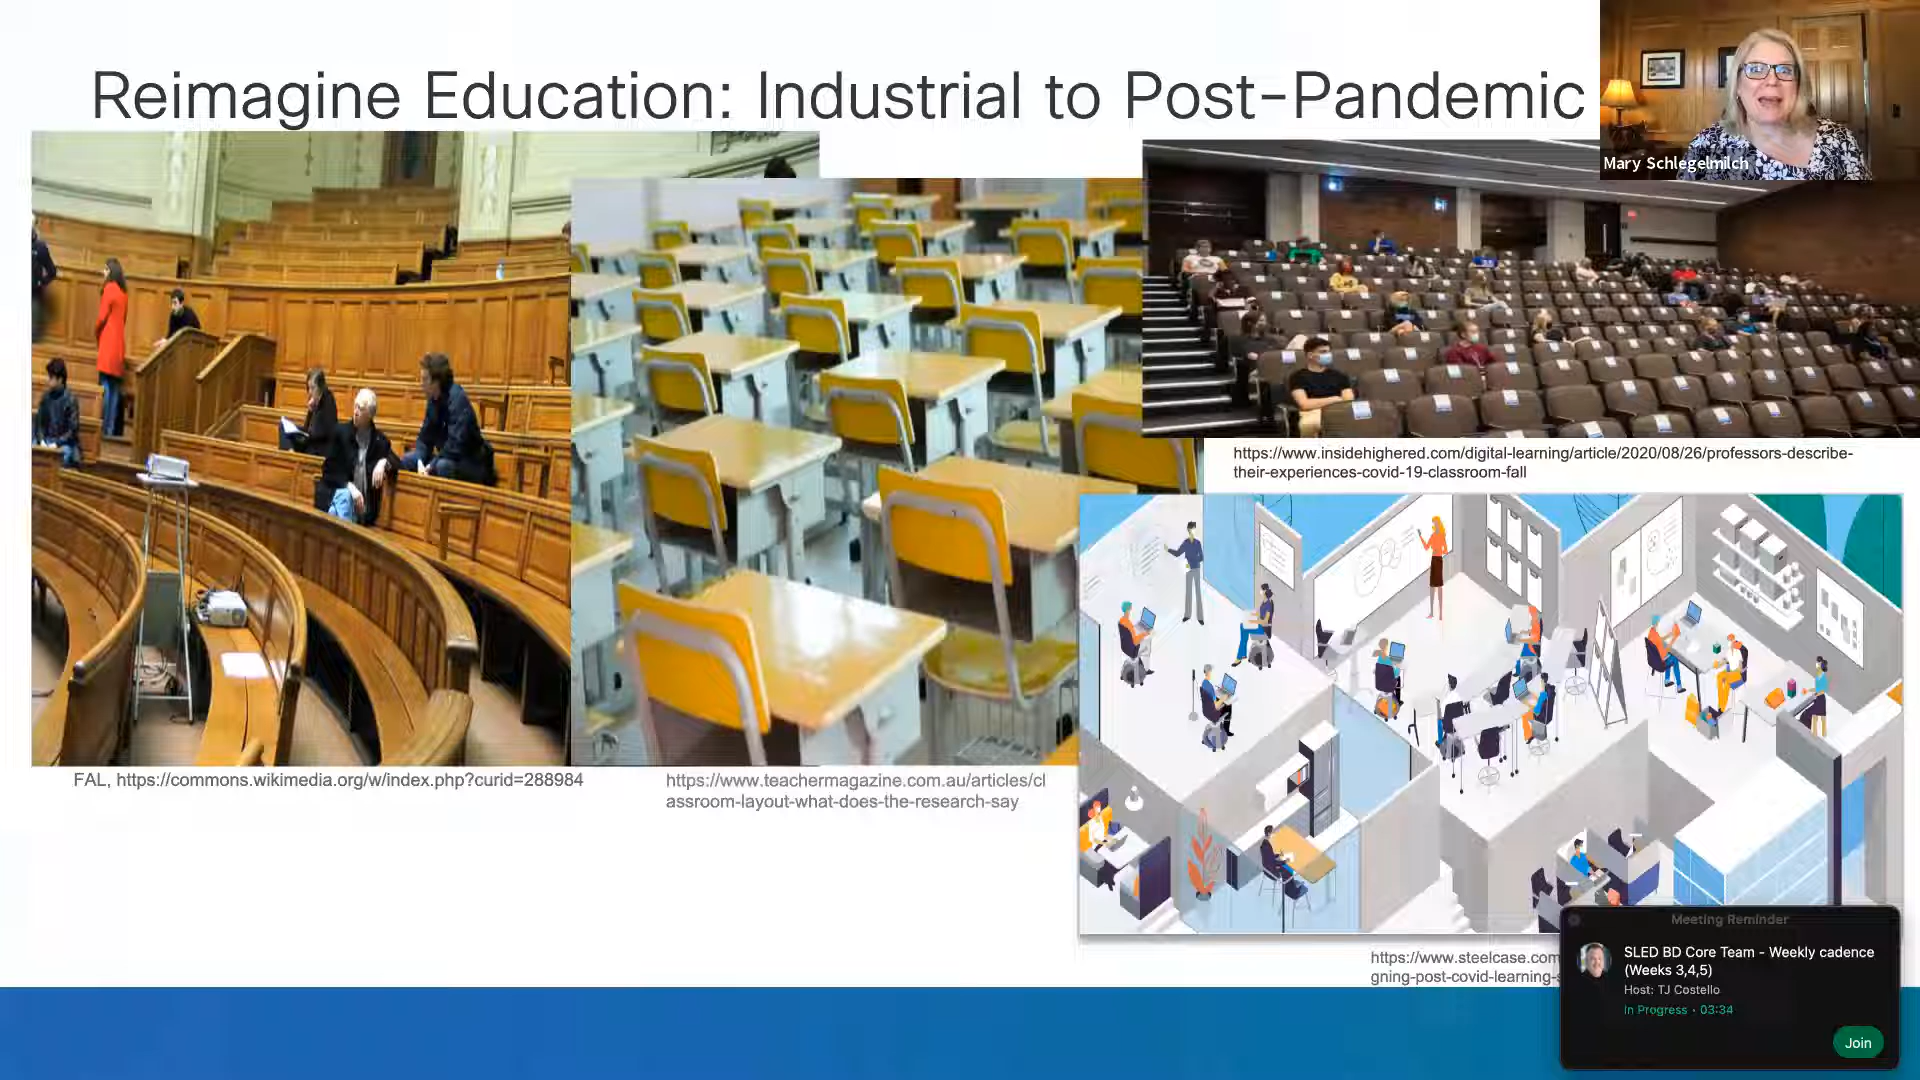 Reimagine Education: Industrial to Post-Pandemic
Mary Schlegelmilch
https://www.insidehighered.com/digital-learning/article/2020/08/26/professors-describe-
their-experiences-covid-19-classroom-fall
FAL, https://commons.wikimedia.org/w/index.php?curid=288984
https://www.teachermagazine.com.au/articles/cl
assroom-layout-what-does-the-research-say
https://www.steelcase.com
gning-post-covid-learning-s
Meeting Reminder
SLED BD Core Team - Weekly cadence
(Weeks 3,4,5)
Host: TJ Costello
In Progress • 03:34
Join